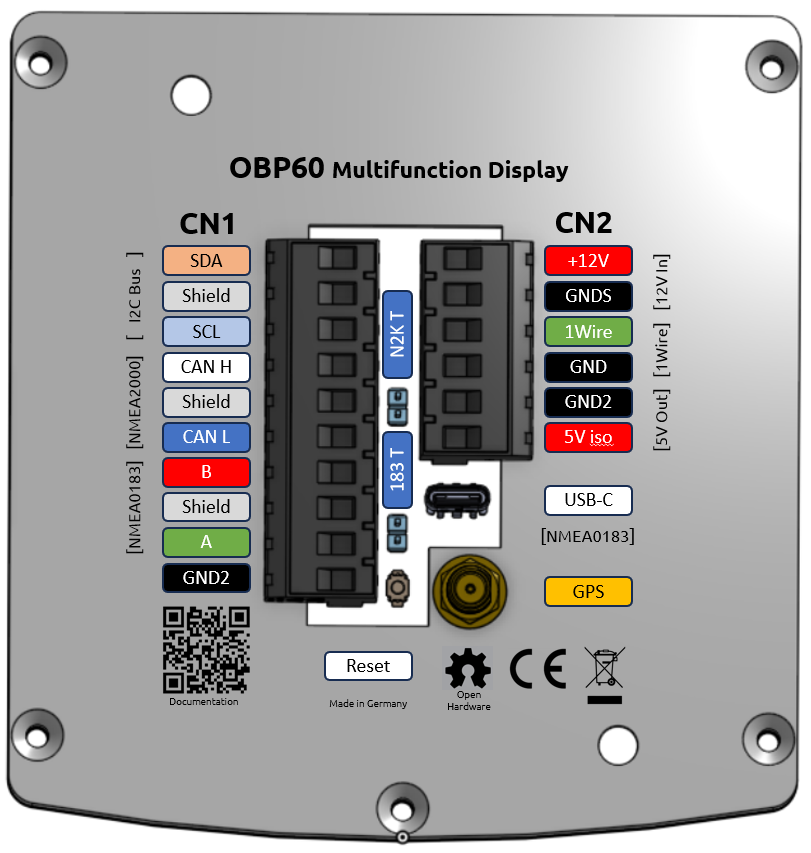 OBP60 Multifunction Display
CN1
SDA
Shield
SCL
CAN H
Shield
CAN L
B
Shield
A
GND2
[ I2C Bus ]
[NMEA2000]
[NMEA0183]
N2K T
183 T
CN2
+12V
GNDS
1Wire
GND
GND2
5V iso
[12V In]
[1Wire]
[5V Out]
USB-C
[NMEA0183]
GPS
Documentation
Reset
Made in Germany
Open
Hardware
CE